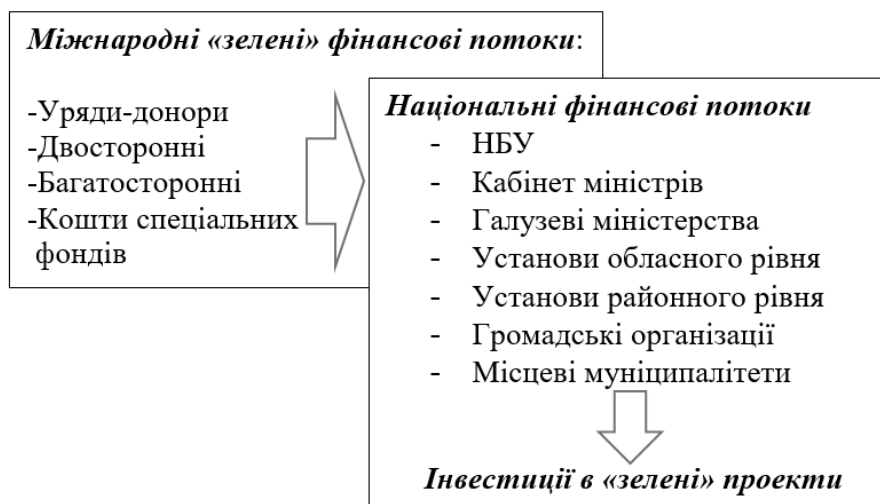 Міжнародні «зелені» фінансові потоки:
-Уряди-донори
-Двосторонні
-Багатосторонні
-Кошти спеціальних
фондів
Національні фінансові потоки
- НБУ
- Кабінет міністрів
- Галузеві міністерства
- Установи обласного рівня
- Установи районного рівня
- Громадські організації
- Місцеві муніципалітети
Інвестиції в «зелені» проекти